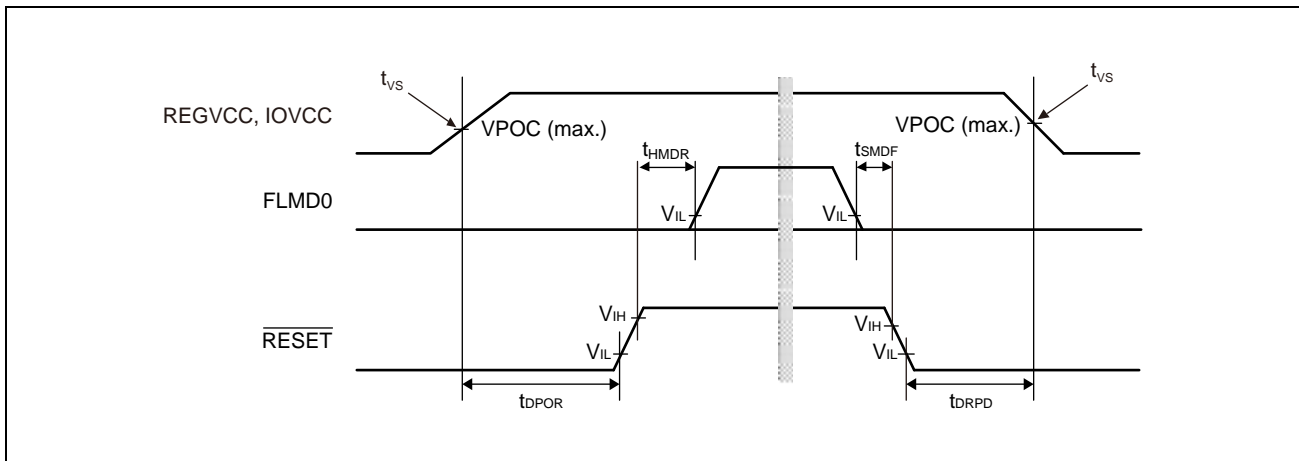 tVS
tVS
REGVCC, IOVCC
VPOC (max.)
VPOC (max.)
tHMDR
tSMDF
FLMD0
VIL
VIL
RESET
VIH
VIH
VIL
VIL
tDPOR
tDRPD